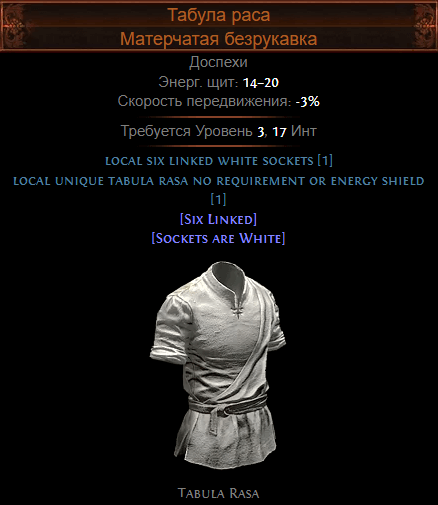 Табула раса
Матерчатая безрукавка
Доспехи
Энерг. щит: 14–20
Скорость передвижения: -3%
Требуется Уровень 3, 17 Инт
LOCAL SIX LINKED WHITE SOCKETS [1]
LOCAL UNIQUE TABULA RASA NO REQUIREMENT OR ENERGY SHIELD
[1]
[Six Linked]
[Sockets are White]
Tabula Rasa